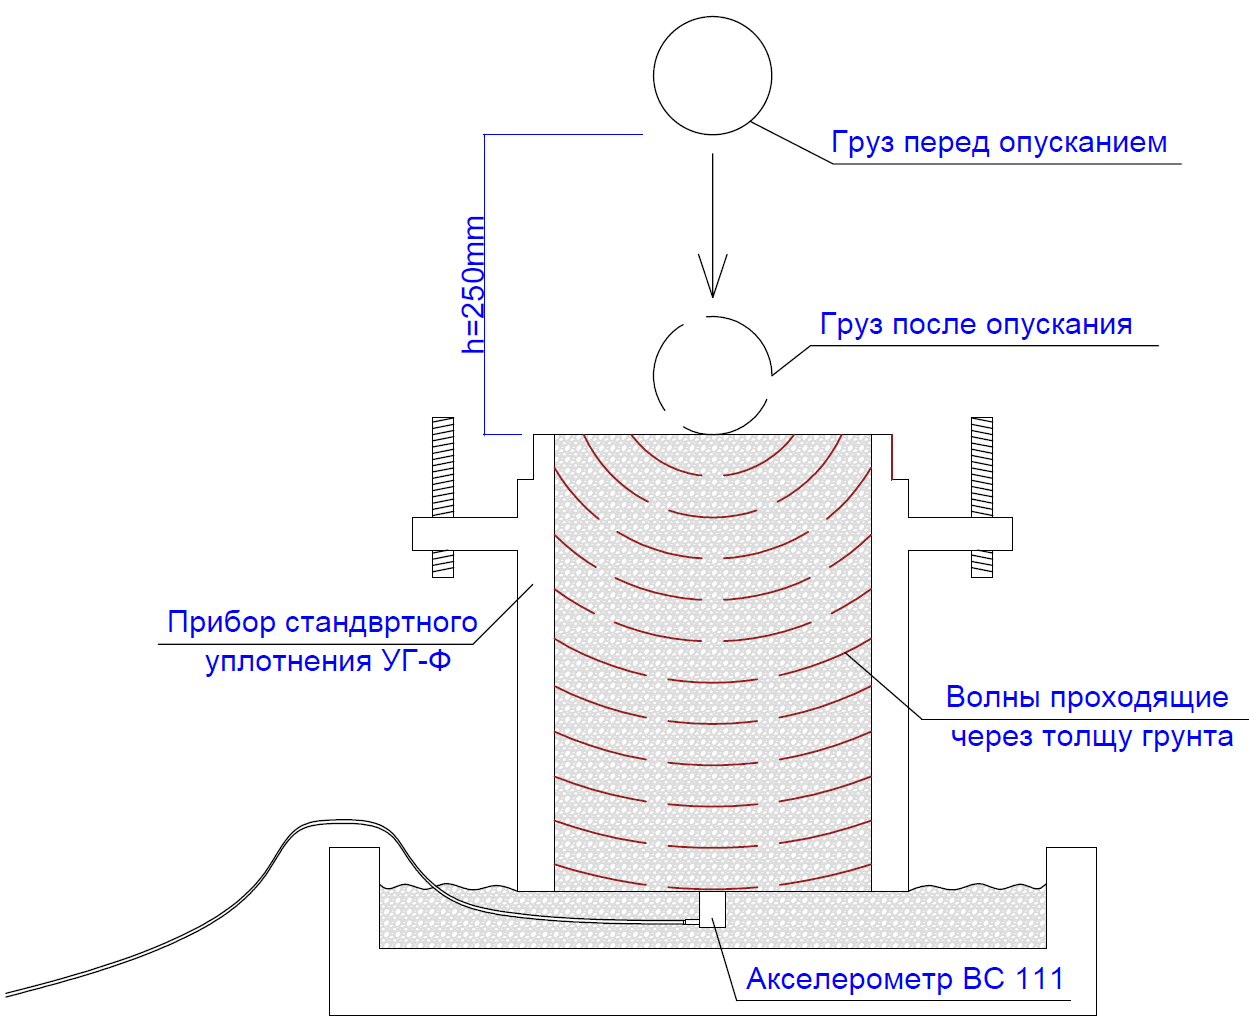 Груз перед опусканием
h=250mm
Груз после опускания
Прибор стандвртного
уплотнения УГ-Ф
Волны проходящие
через толщу грунта
Акселерометр ВС 111